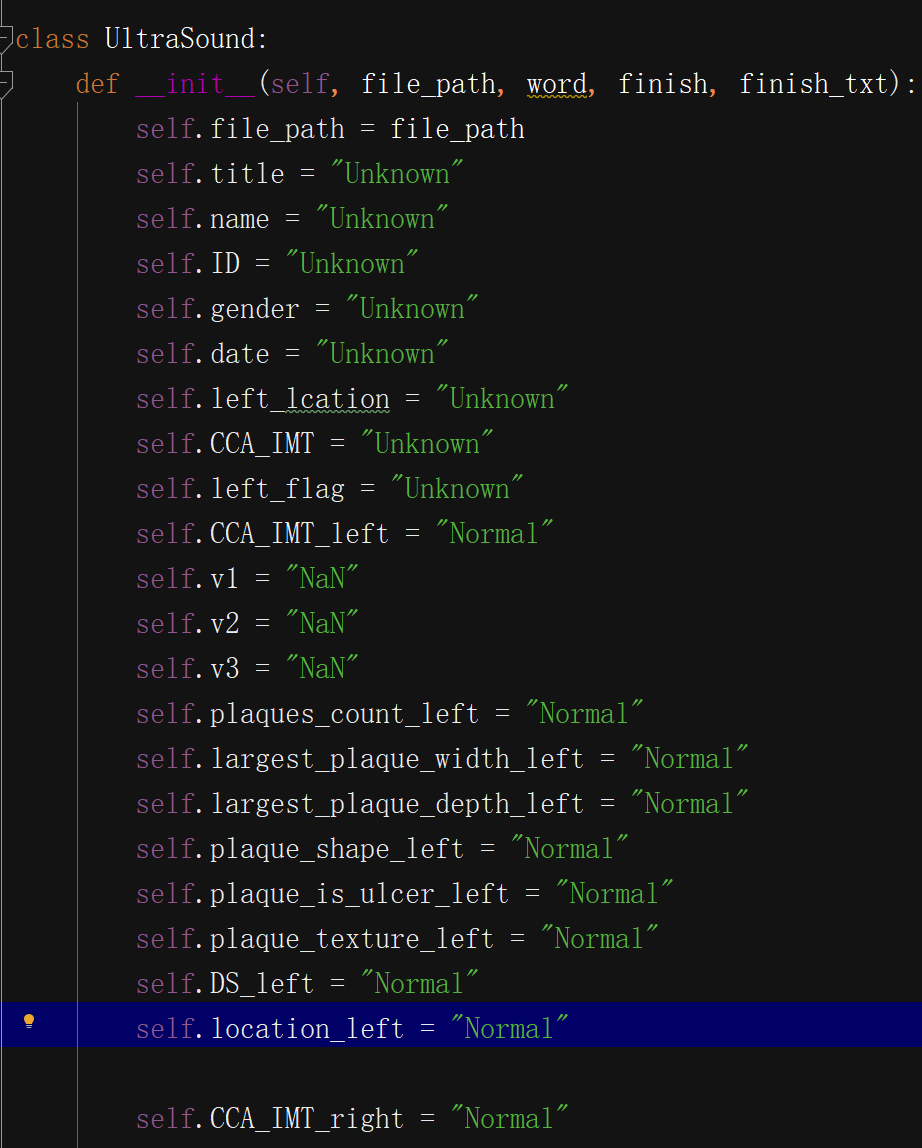 class UltraSound:
def __init__(self, file_path, word, finish, finish_txt):
self.file_path = file_path
self.title = "Unknown"
self.name = "Unknown"
self.ID = "Unknown"
self.gender = "Unknown"
self.date = "Unknown"
self.left_lcation = "Unknown"
self.CCA_IMT = "Unknown"
self.left_flag = "Unknown"
self.CCA_IMT_left = "Normal"
self.v1 = "NaN"
self.v2 = "NaN"
self.v3 = "NaN"
self.plaques_count_left = "Normal"
self.largest_plaque_width_left = "Normal"
self.largest_plaque_depth_left = "Normal"
self.plaque_shape_left = "Normal"
self.plaque_is_ulcer_left = "Normal"
self.plaque_texture_left = "Normal"
self.DS_left = "Normal"
self.location_left = "Normal"
self.CCA_IMT_right = "Normal"